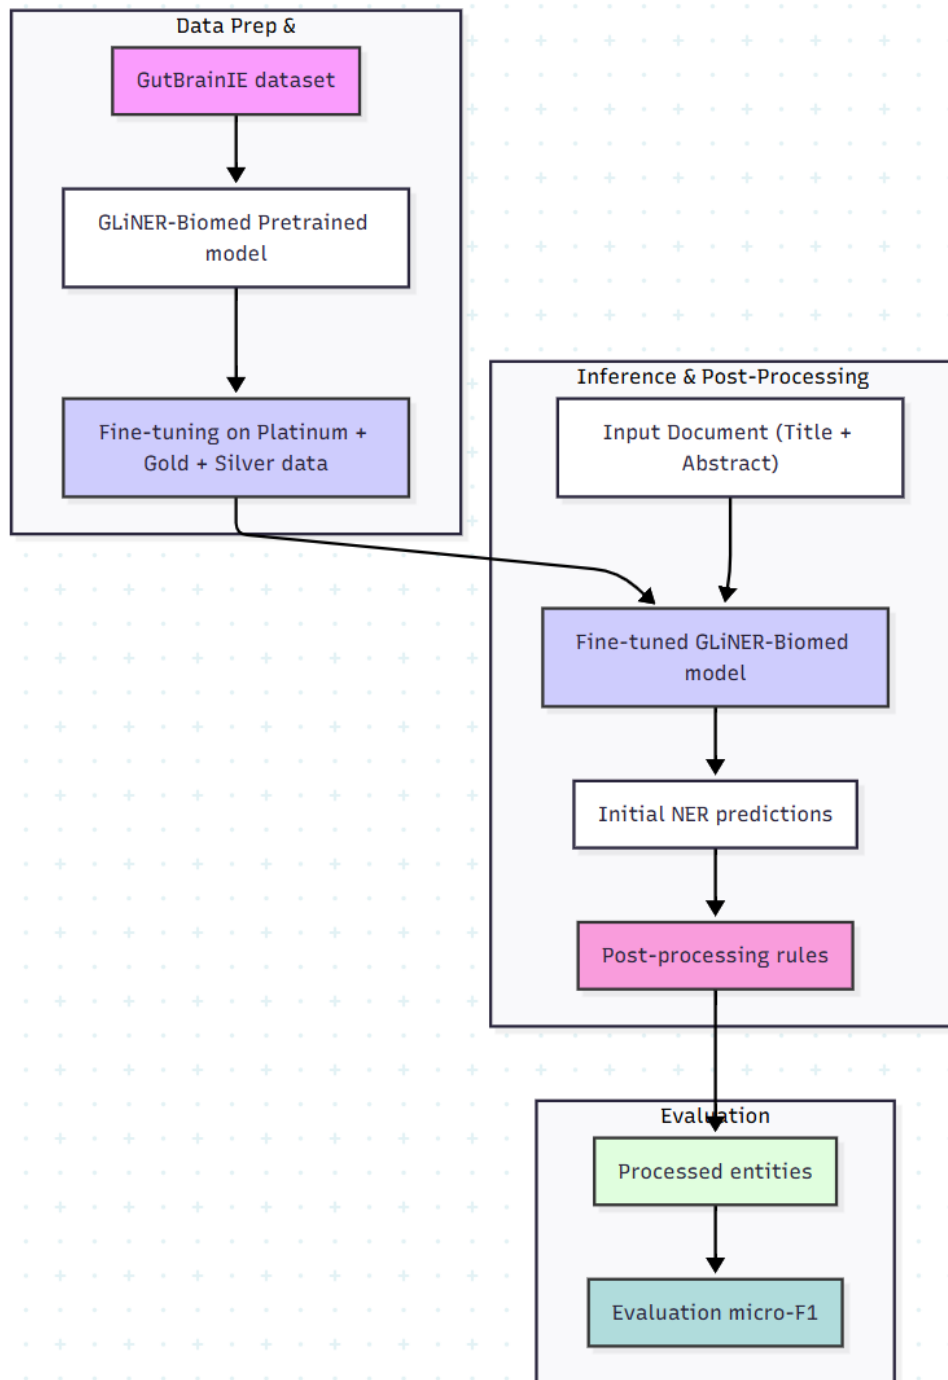 Data Prep &
GutBrainIE dataset
GLiNER-Biomed Pretrained
model
Fine-tuning on Platinum +
Gold + Silver data
Inference & Post-Processing
Input Document (Title +
Abstract)
Fine-tuned GLiNER-Biomed
model
Initial NER predictions
Post-processing rules
Evaluation
Processed entities
Evaluation micro-F1